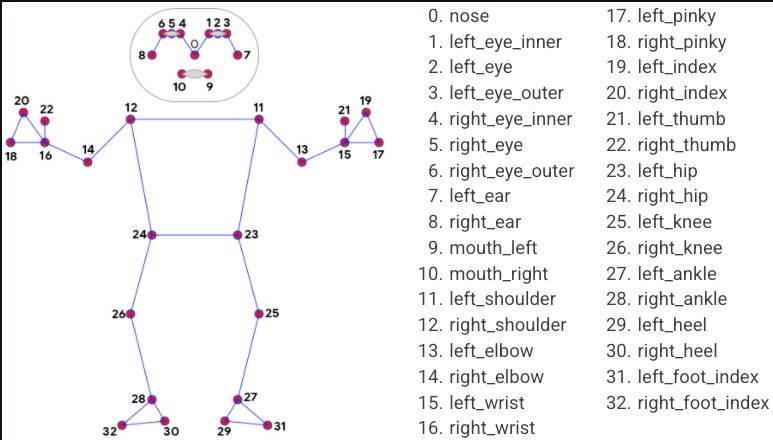 6 5 4 1 2 3
0
8 7
10 9
20 22 12 11 21 19
18 16 14 13 15 17
24 23
26 25
28 27
32 30 29 31
0. nose
1. left_eye_inner
2. left_eye
3. left_eye_outer
4. right_eye_inner
5. right_eye
6. right_eye_outer
7. left_ear
8. right_ear
9. mouth_left
10. mouth_right
11. left_shoulder
12. right_shoulder
13. left_elbow
14. right_elbow
15. left_wrist
16. right_wrist
17. left_pinky
18. right_pinky
19. left_index
20. right_index
21. left_thumb
22. right_thumb
23. left_hip
24. right_hip
25. left_knee
26. right_knee
27. left_ankle
28. right_ankle
29. left_heel
30. right_heel
31. left_foot_index
32. right_foot_index